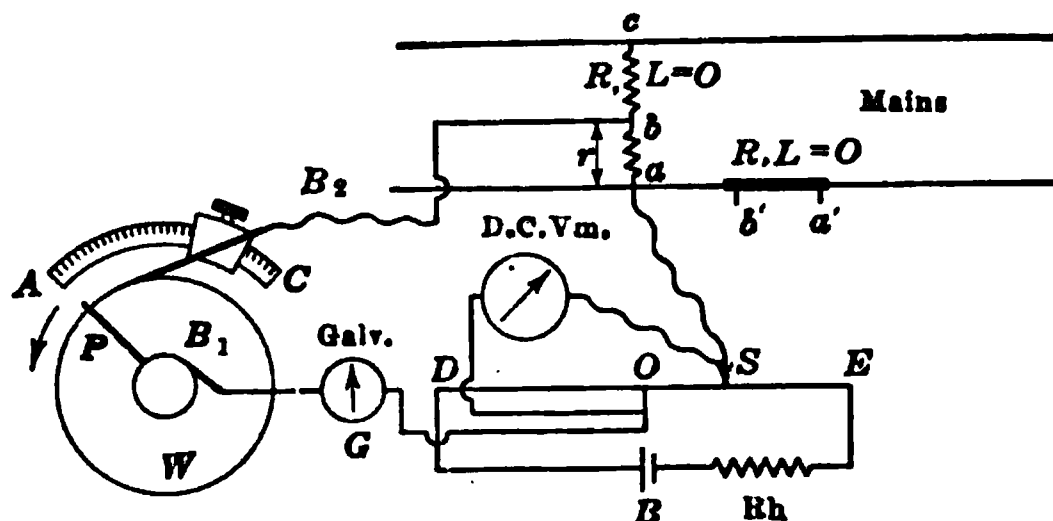 c
R, L=O
Mains
b
r
a
R, L=O
b' a'
B2
D.C.Vm.
A
C
P
B1
Galv.
D O S E
G
W
B
Rh